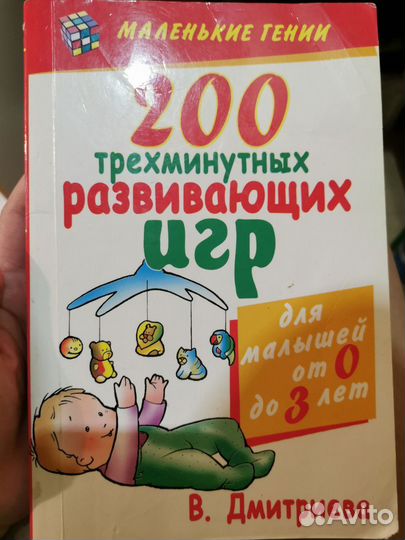 МАЛЕНЬКИЕ ГЕНИИ
200
трехминутных
развивающих
игр
для
малышей
от 0
до 3 лет
В. Дмитриева
Avito